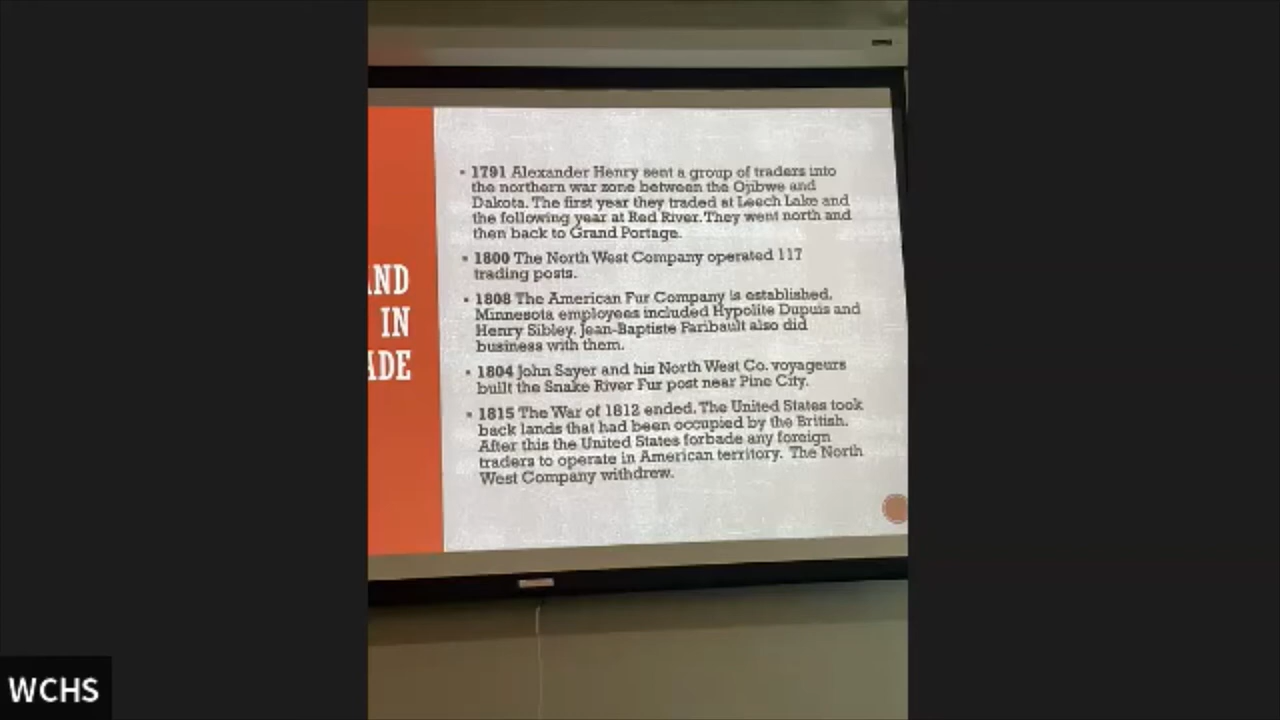 AND
IN
ADE
▪ 1791 Alexander Henry sent a group of traders into
the northern war zone between the Ojibwe and
Dakota. The first year they traded at Leech Lake and
the following year at Red River. They went north and
then back to Grand Portage.
▪ 1800 The North West Company operated 117
trading posts.
▪ 1808 The American Fur Company is established.
Minnesota employees included Hypolite Dupuis and
Henry Sibley. Jean-Baptiste Faribault also did
business with them.
▪ 1804 John Sayer and his North West Co. voyageurs
built the Snake River Fur post near Pine City.
▪ 1815 The War of 1812 ended. The United States took
back lands that had been occupied by the British.
After this the United States forbade any foreign
traders to operate in American territory. The North
West Company withdrew.
WCHS